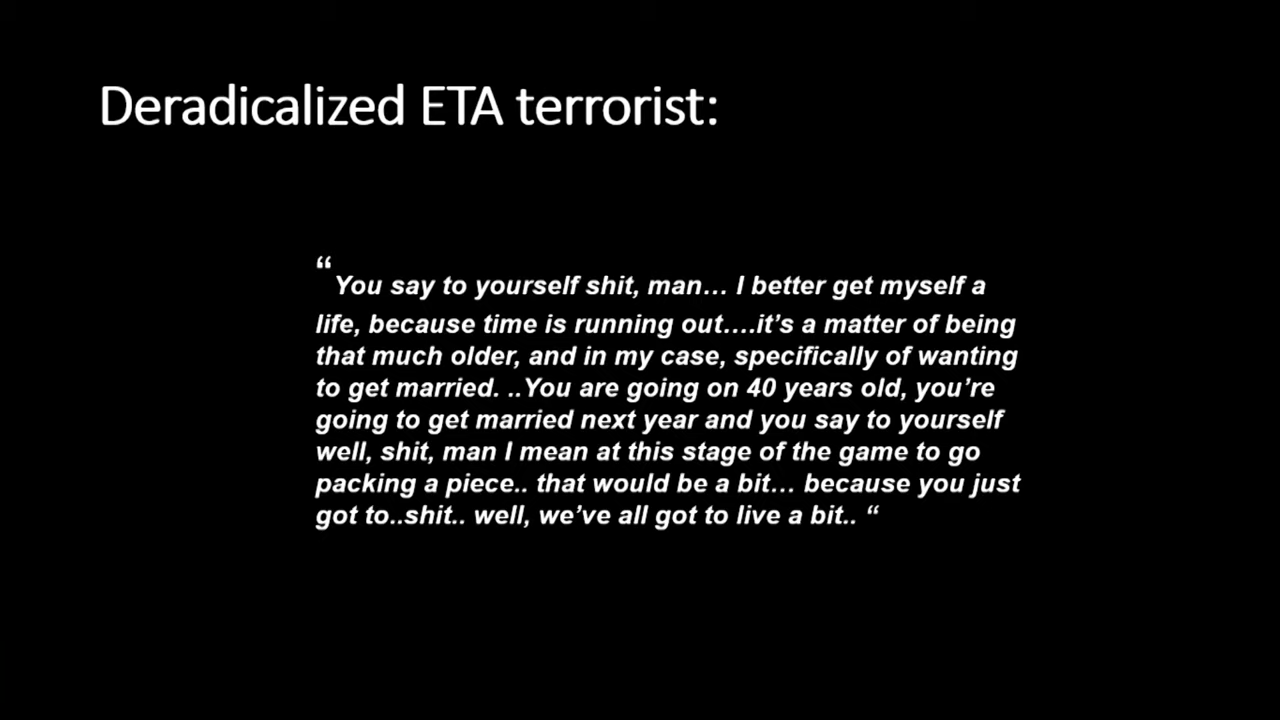 Deradicalized ETA terrorist:
“ You say to yourself shit, man… I better get myself a
life, because time is running out….it’s a matter of being
that much older, and in my case, specifically of wanting
to get married. ..You are going on 40 years old, you’re
going to get married next year and you say to yourself
well, shit, man I mean at this stage of the game to go
packing a piece.. that would be a bit… because you just
got to..shit.. well, we’ve all got to live a bit.. “